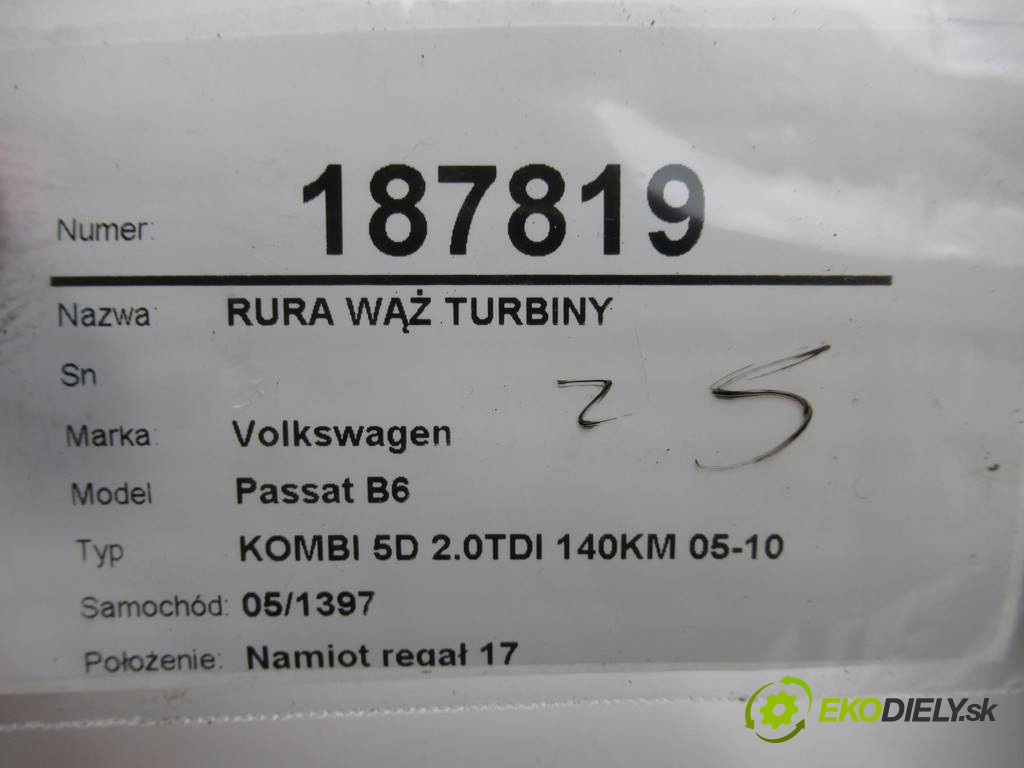 Numer: 187819
Nazwa: RURA WĄŻ TURBINY
Sn
25
Marka: Volkswagen
Model Passat B6
Typ KOMBI 5D 2.0TDI 140KM 05-10
Samochód: 05/1397
Położenie: Namiot regał 17
EKODIELY.sk